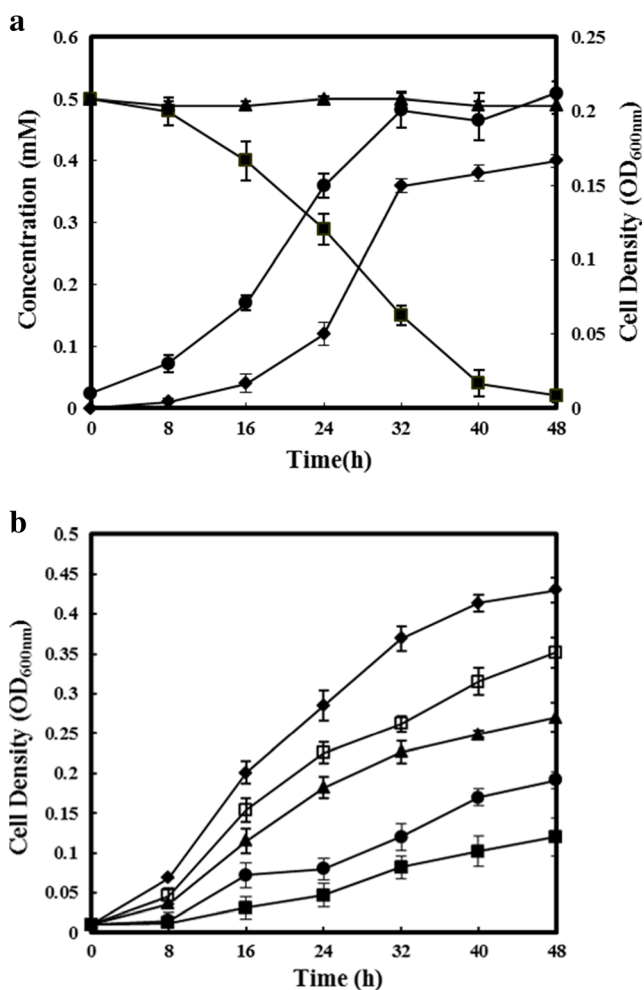 a
0.6
0.5
0.4
0.3
0.2
0.1
0
0.25
0.2
0.15
0.1
0.05
0
Concentration (mM)
Cell Density (OD600nm)
0 8 16 24 32 40 48
Time(h)
b
0.5
0.45
0.4
0.35
0.3
0.25
0.2
0.15
0.1
0.05
0
Cell Density (OD600nm)
0 8 16 24 32 40 48
Time (h)